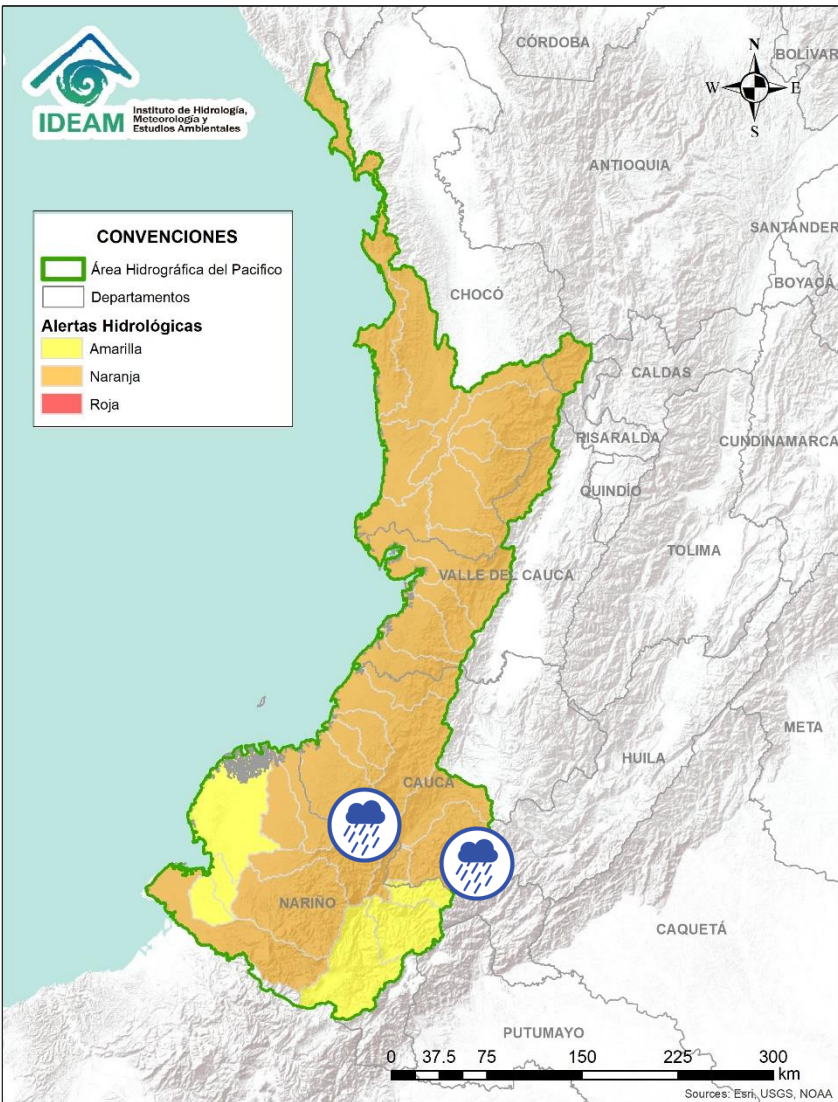 CÓRDOBA
BOLÍVAR
N
W
E
S
IDEAM
Instituto de Hidrología,
Meteorología y
Estudios Ambientales
ANTIOQUIA
SANTANDER
BOYACÁ
CONVENCIONES
Área Hidrográfica del Pacifico
Departamentos
Alertas Hidrológicas
Amarilla
Naranja
Roja
CHOCÓ
CALDAS
RISARALDA
CUNDINAMARCA
QUINDÍO
TOLIMA
VALLE DEL CAUCA
META
HUILA
CAUCA
NARIÑO
CAQUETÁ
PUTUMAYO
0 37.5 75 150 225 300
km
Sources: Esri, USGS, NOAA